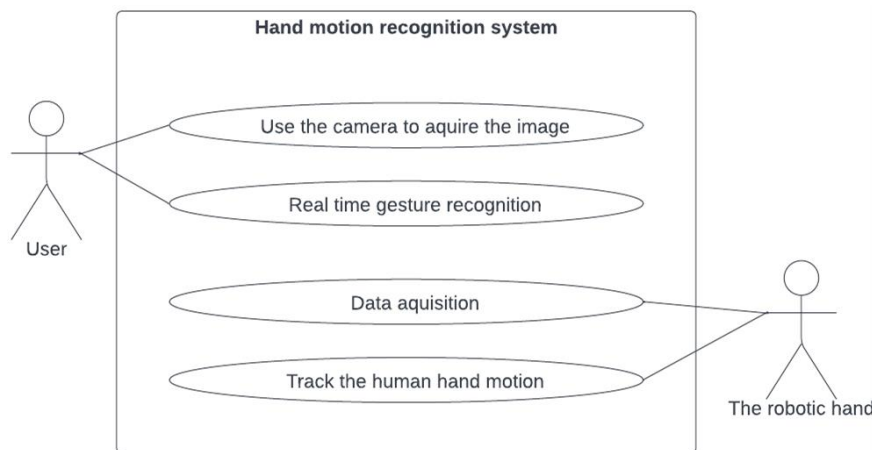 Hand motion recognition system
Use the camera to aquire the image
Real time gesture recognition
User
Data aquisition
Track the human hand motion
The robotic hand